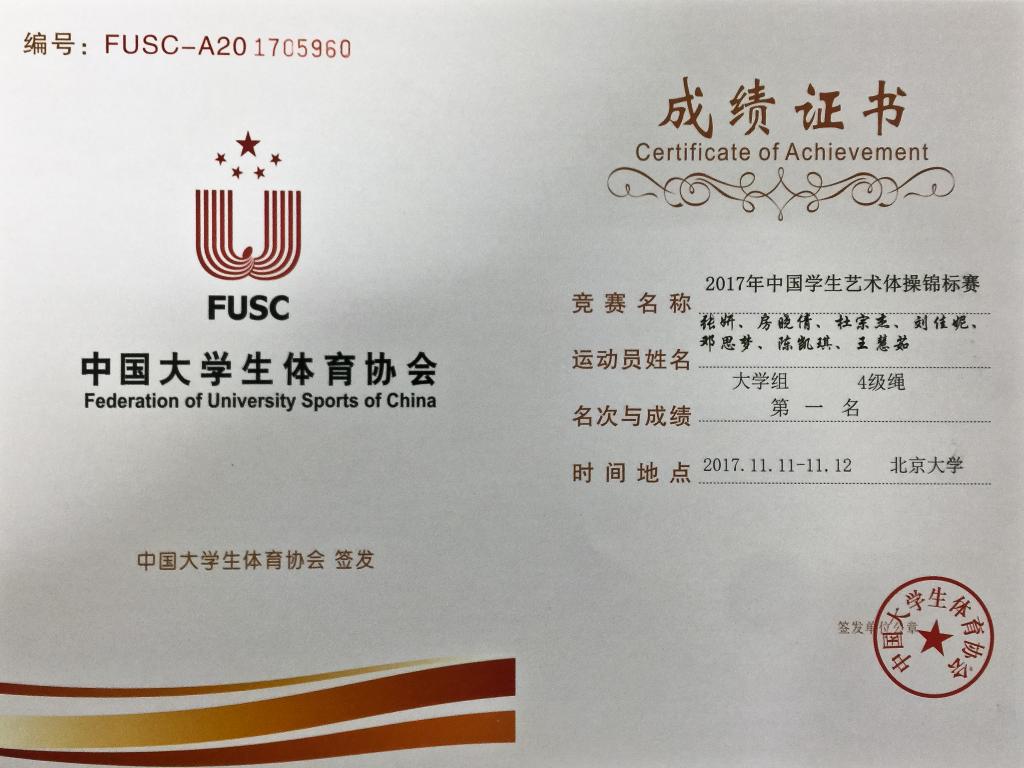 编号：FUSC-A201705960
FUSC
中国大学生体育协会
Federation of University Sports of China
中国大学生体育协会 签发
成绩证书
Certificate of Achievement
竞赛名称 2017年中国学生艺术体操锦标赛
运动员姓名 张妍、房晓倩、杜宗杰、刘佳妮、
邓思梦、陈凯琪、王慧茹
名次与成绩 大学组 4级绳
第一名
时间地点 2017.11.11-11.12 北京大学
签发单位公章
中国大学生体育协会